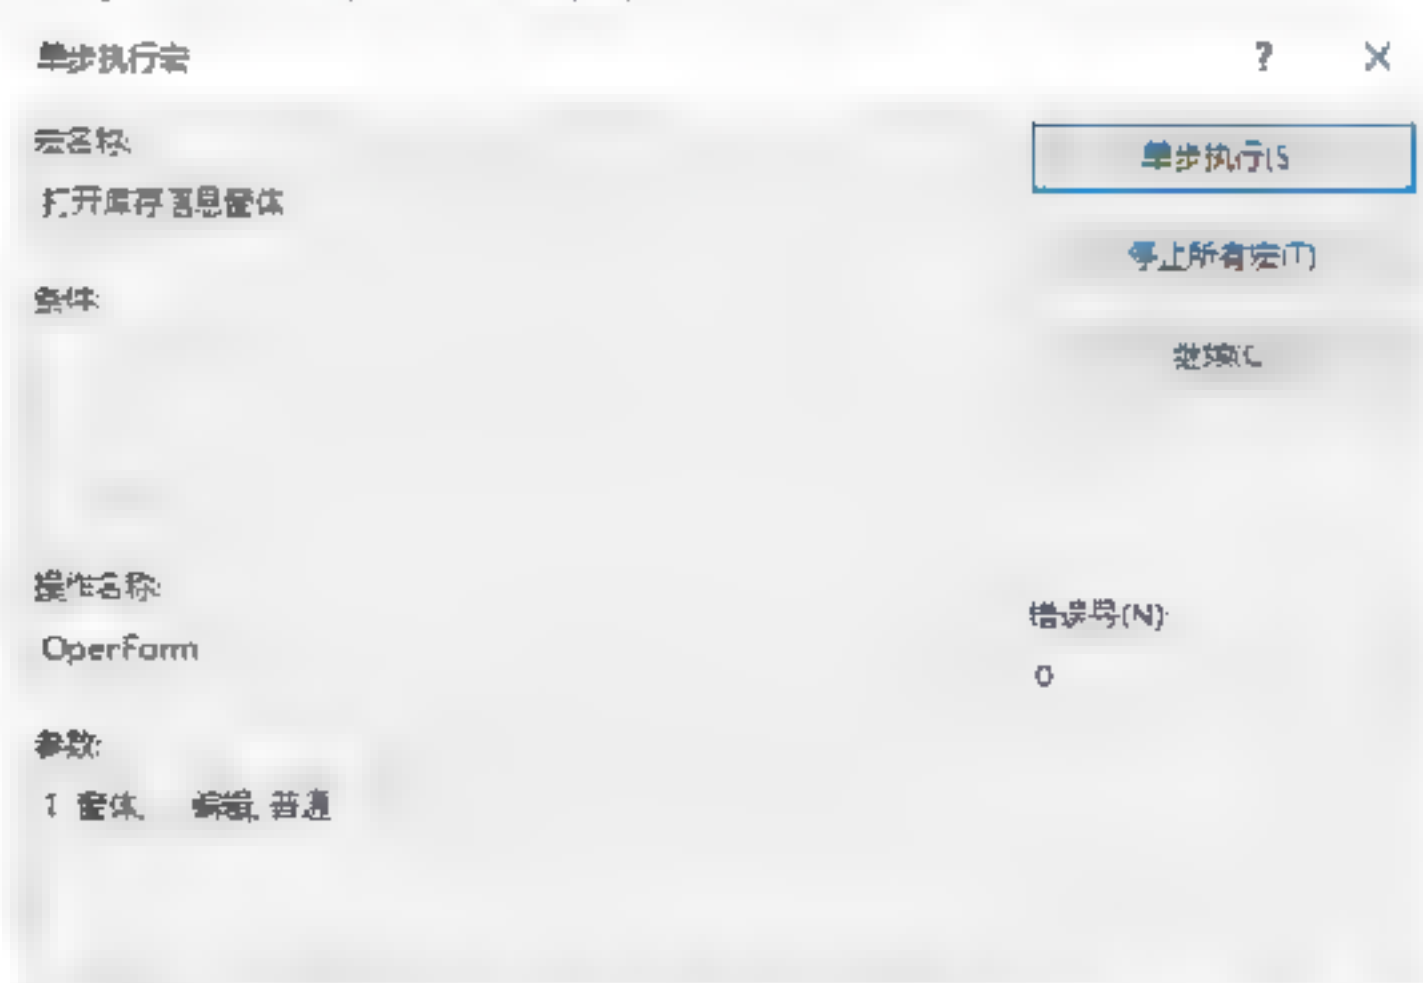 单步执行宏
宏名称:
打开库存信息窗体
单步执行(S
停止所有宏(T)
条件:
继续(C
操作名称:
OpenForm
错误号(N):
0
参数:
窗体, 编辑, 普通